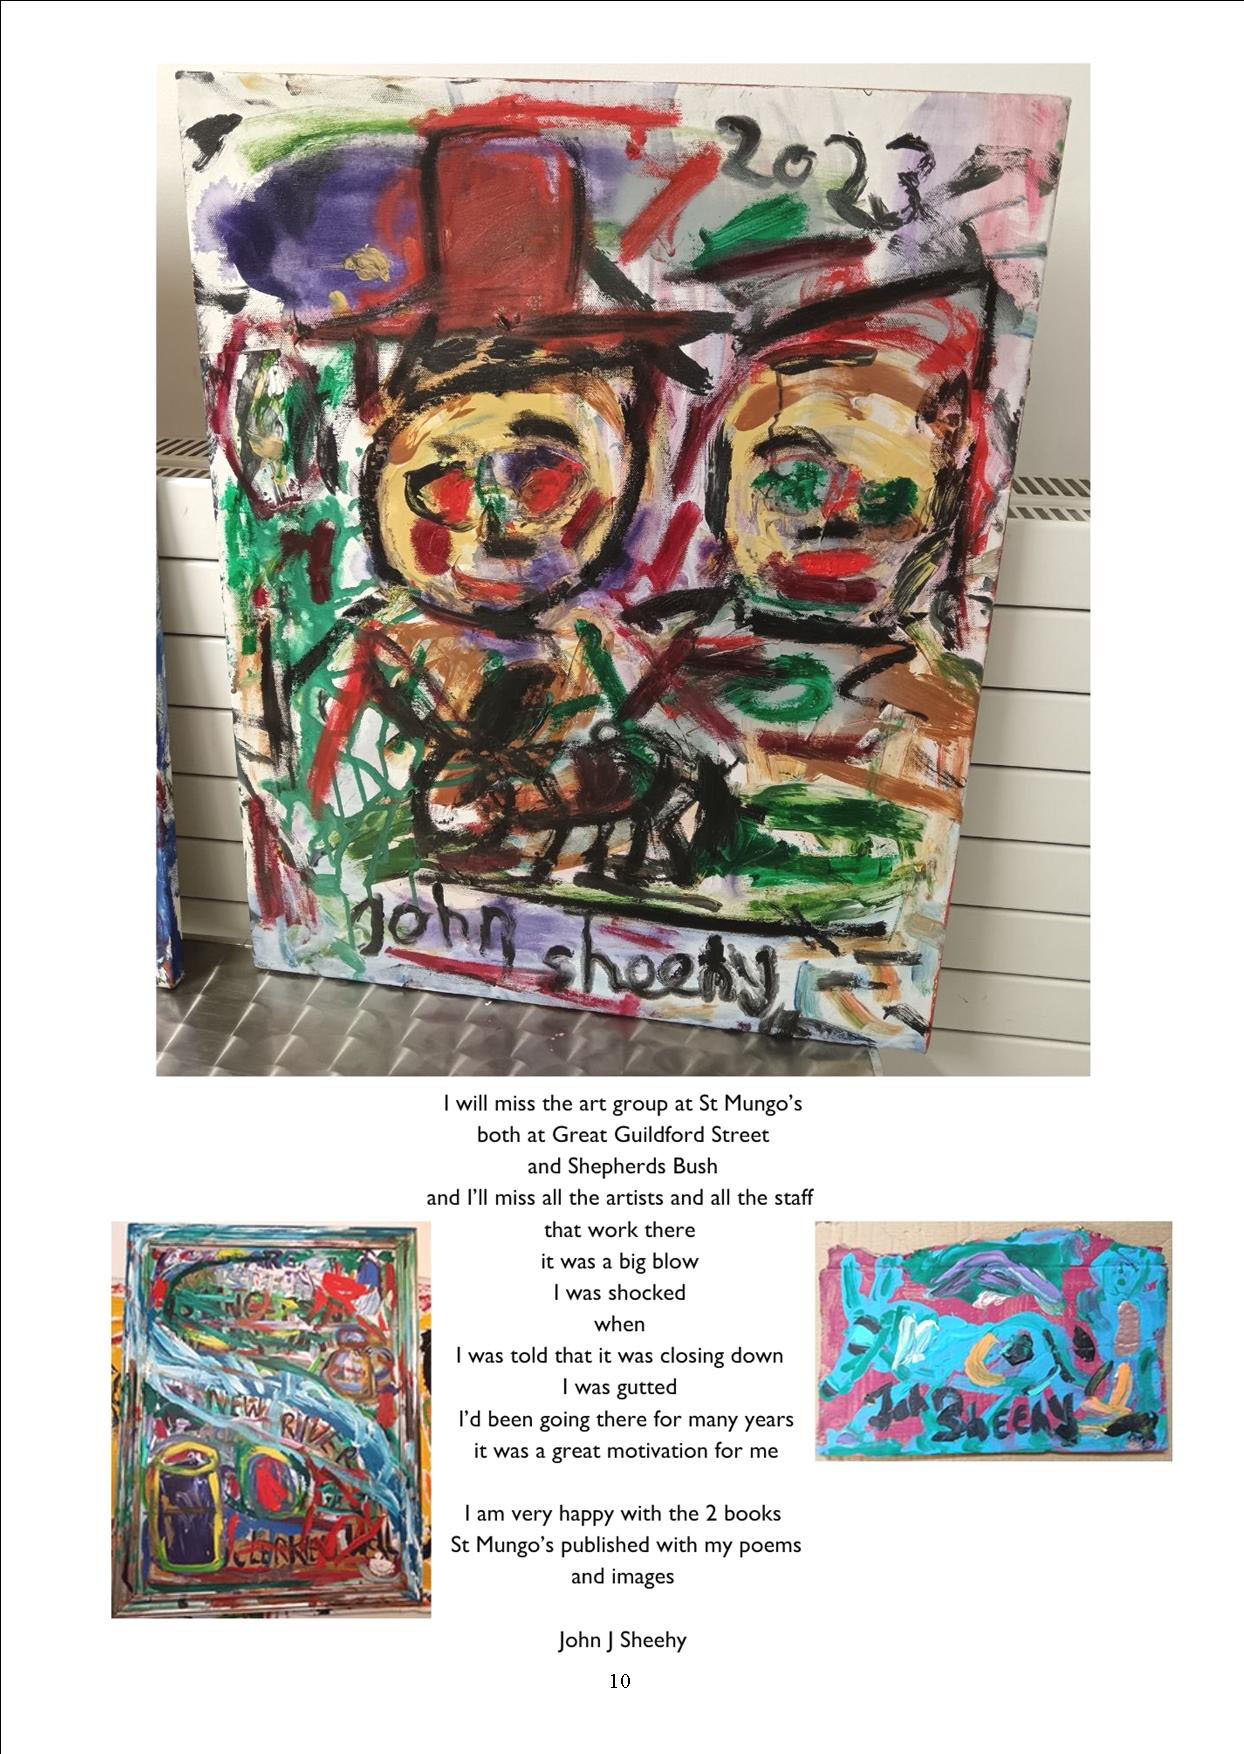 2023
john
sheehy
I will miss the art group at St Mungo's
both at Great Guildford Street
and Shepherds Bush
and I'll miss all the artists and all the staff
that work there
it was a big blow
I was shocked
when
I was told that it was closing down
I was gutted
I'd been going there for many years
it was a great motivation for me
I am very happy with the 2 books
St Mungo's published with my poems
and images
John J Sheehy
NEW RIVER
Sheehy
10